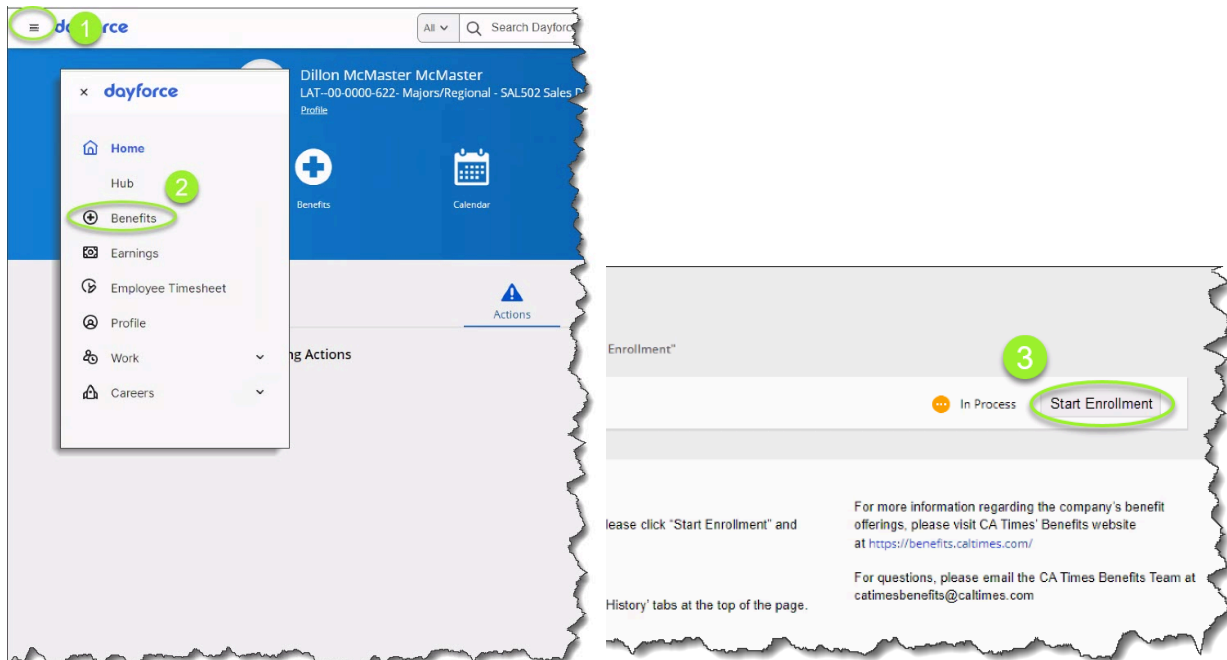 1
dayforce
All
Search Dayforc
Dillon McMaster McMaster
LAT--00-0000-622- Majors/Regional - SAL502 Sales
Profile
Benefits
Calendar
dayforce
Home
Hub
2
Benefits
Earnings
Employee Timesheet
Profile
Work
Careers
Actions
ng Actions
Enrollment"
3
In Process
Start Enrollment
lease click "Start Enrollment" and
History' tabs at the top of the page.
For more information regarding the company's benefit
offerings, please visit CA Times' Benefits website
at https://benefits.caltimes.com/
For questions, please email the CA Times Benefits Team at
catimesbenefits@caltimes.com